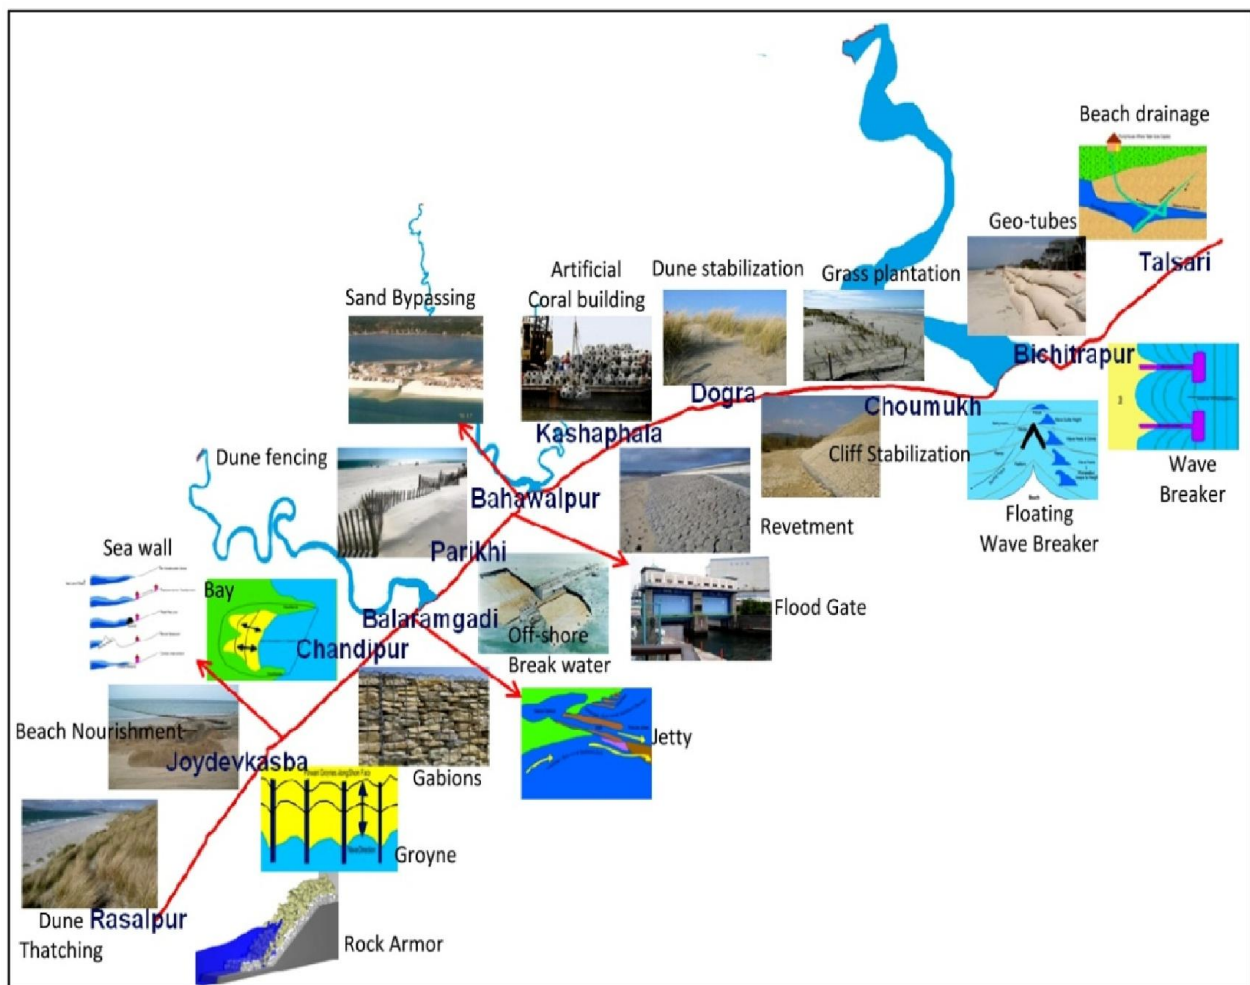 Beach drainage
Geo-tubes
Talsari
Artificial
Coral building
Dune stabilization
Grass plantation
Sand Bypassing
Bichitrapur
Dogra
Choumukh
Kashaphala
Cliff Stabilization
Dune fencing
Bahawalpur
Wave
Breaker
Floating
Wave Breaker
Revetment
Parikhi
Sea wall
Bay
Balaramgadi
Flood Gate
Chandipur
Off-shore
Break water
Beach Nourishment
Jetty
Joydevkasba
Gabions
Groyne
Dune
Thatching
Rasalpur
Rock Armor